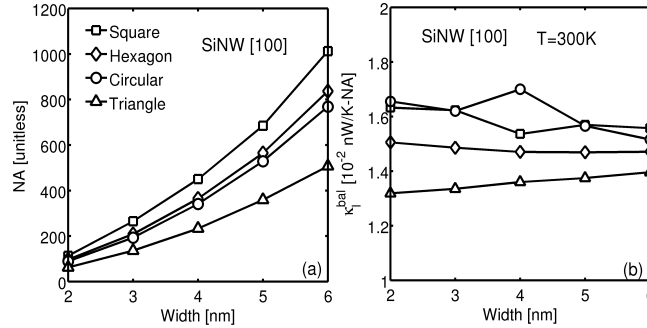 1200
1000
800
600
400
200
0
NA [unitless]
Square
Hexagon
Circular
Triangle
SiNW [100]
(a)
2 3 4 5 6
Width [nm]
2
1.8
1.6
1.4
1.2
1
κ_l^bal [10^-2 nW/K-NA]
SiNW [100] T=300K
(b)
2 3 4 5 6
Width [nm]